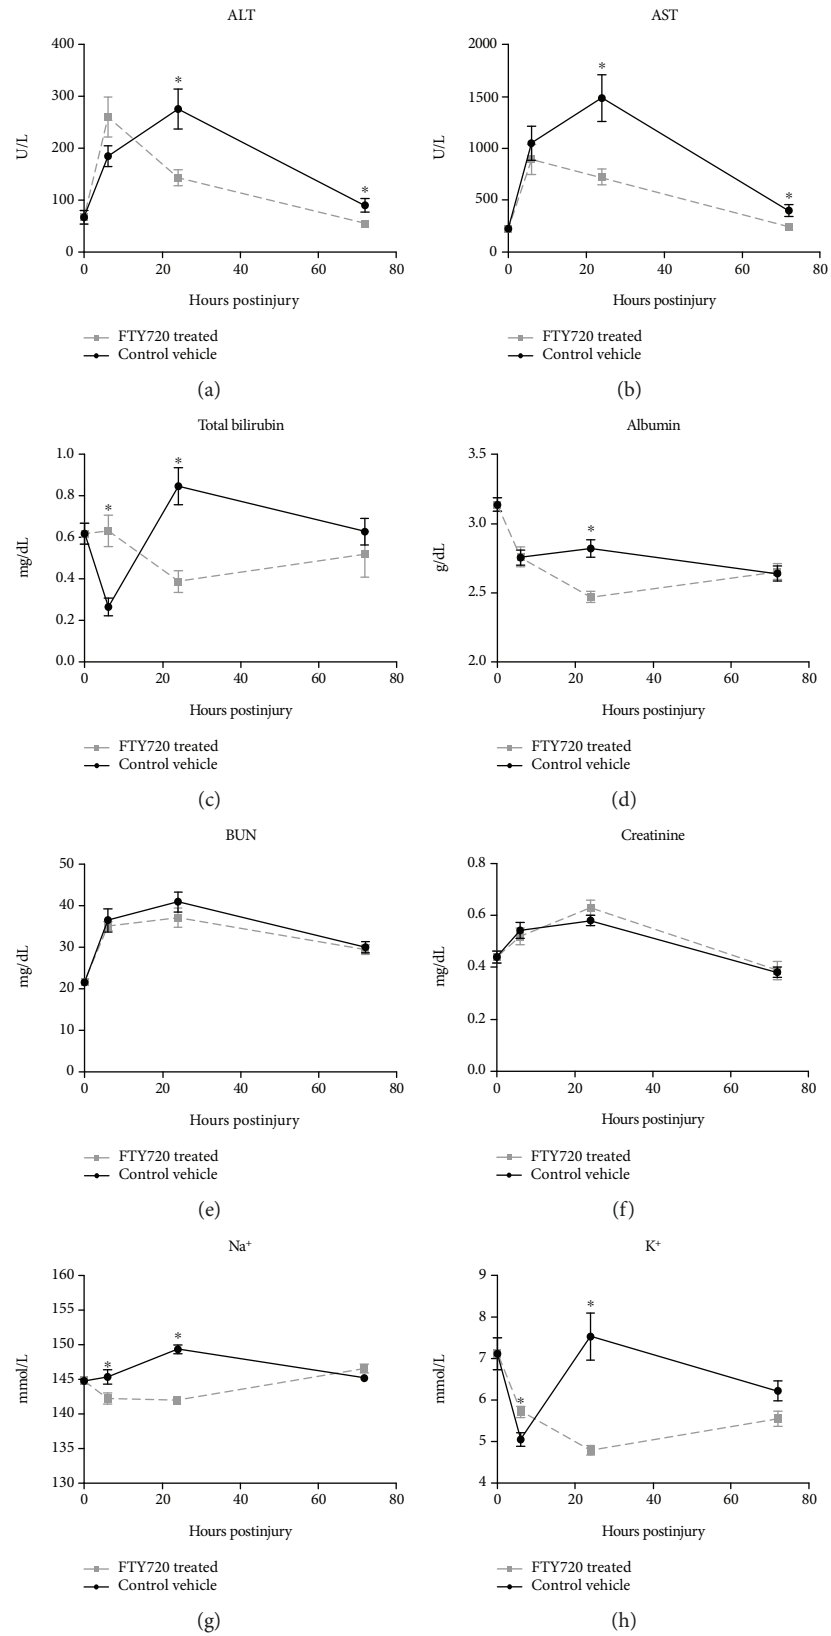 ALT
400
300
200
100
0
U/L
0 20 40 60 80
*
*
Hours postinjury
FTY720 treated
Control vehicle
(a)
AST
2000
1500
1000
500
0
U/L
0 20 40 60 80
*
*
Hours postinjury
FTY720 treated
Control vehicle
(b)
Total bilirubin
1.0
0.8
0.6
0.4
0.2
0.0
mg/dL
0 20 40 60 80
*
*
Hours postinjury
FTY720 treated
Control vehicle
(c)
Albumin
3.5
3.0
2.5
2.0
g/dL
0 20 40 60 80
*
Hours postinjury
FTY720 treated
Control vehicle
(d)
BUN
50
40
30
20
10
0
mg/dL
0 20 40 60 80
Hours postinjury
FTY720 treated
Control vehicle
(e)
Creatinine
0.8
0.6
0.4
0.2
0.0
mg/dL
0 20 40 60 80
Hours postinjury
FTY720 treated
Control vehicle
(f)
Na⁺
160
155
150
145
140
135
130
mmol/L
0 20 40 60 80
*
*
Hours postinjury
FTY720 treated
Control vehicle
(g)
K⁺
9
8
7
6
5
4
mmol/L
0 20 40 60 80
*
*
Hours postinjury
FTY720 treated
Control vehicle
(h)